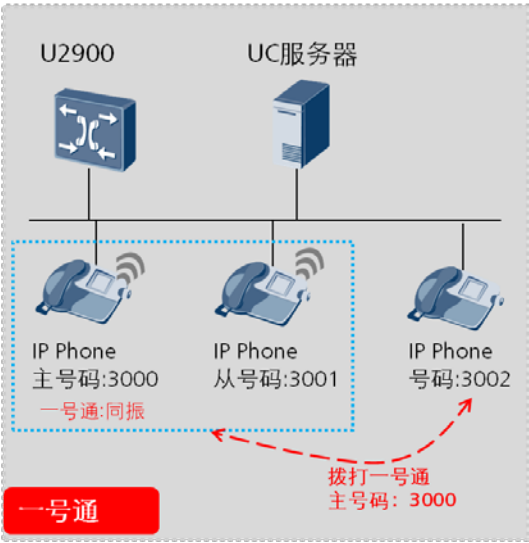 U2900
UC服务器
IP Phone
主号码:3000
一号通:同振
IP Phone
从号码:3001
IP Phone
号码:3002
拨打一号通
主号码：3000
一号通